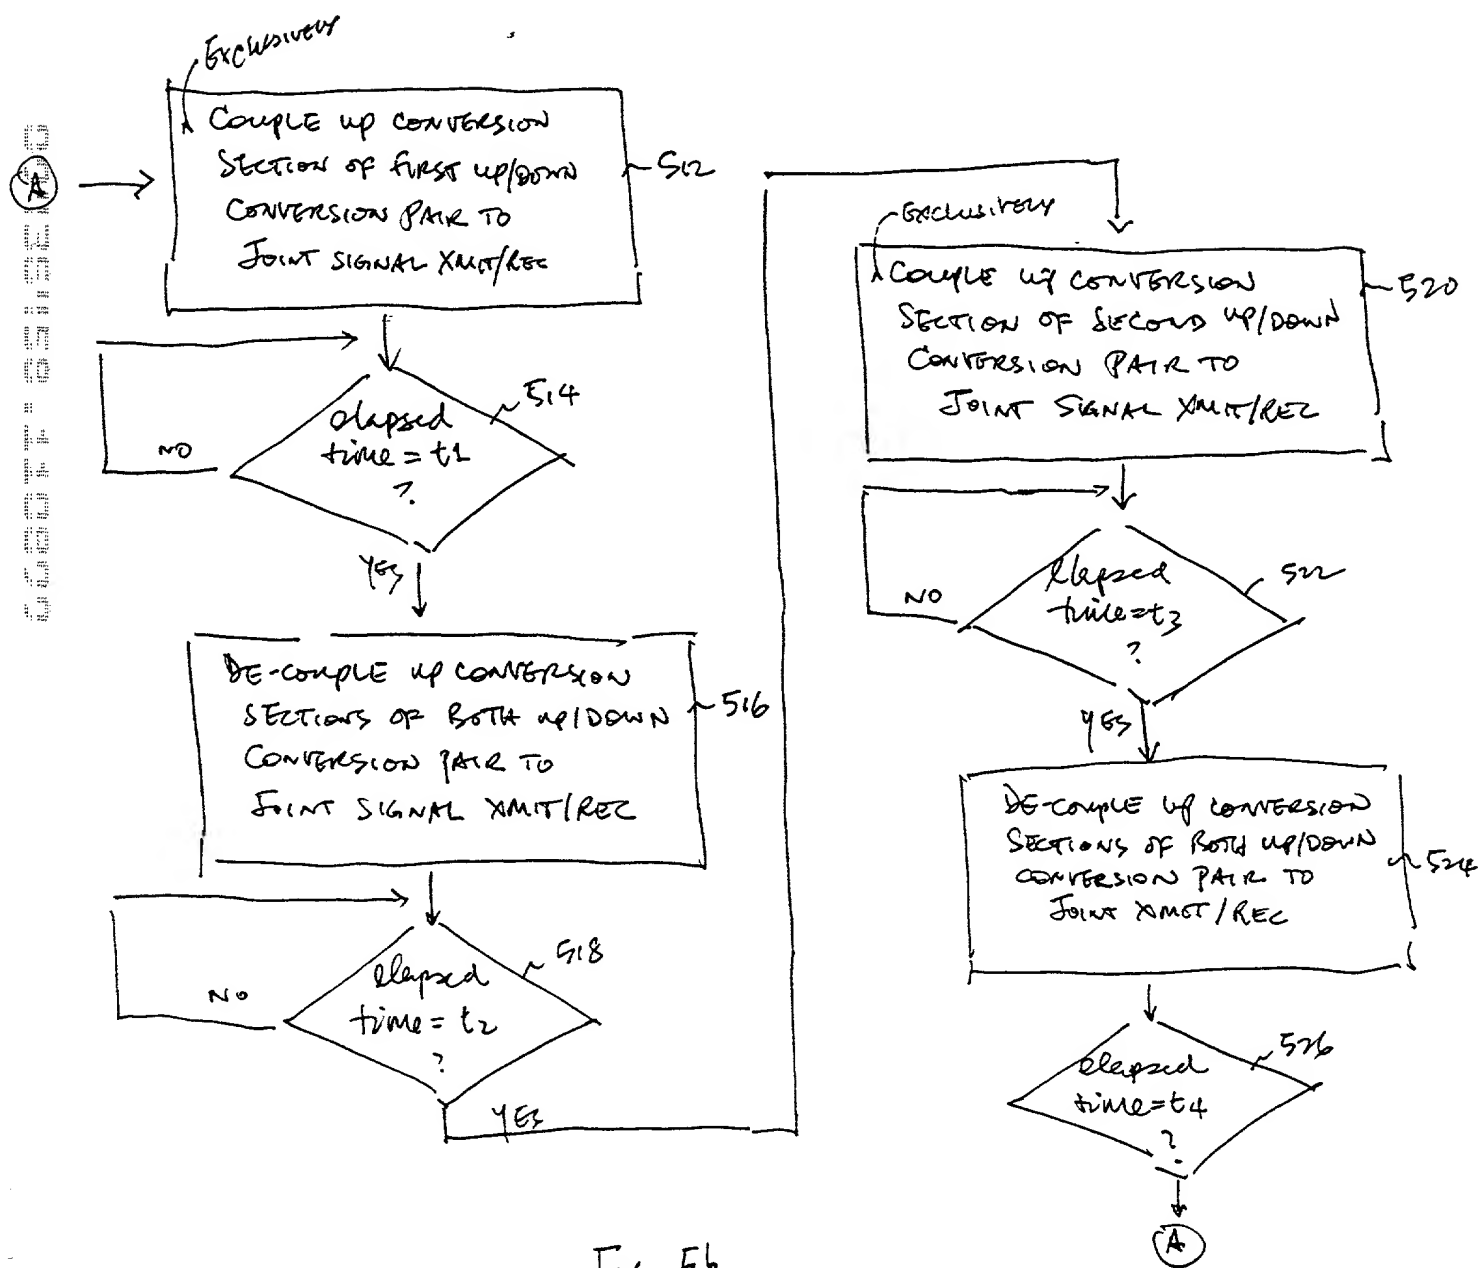 EXCLUSIVELY
COUPLE UP CONVERSION
SECTION OF FIRST UP/DOWN
CONVERSION PAIR TO
JOINT SIGNAL XMIT/REC
512
A
elapsed
time = t1
?
514
NO
YES
DE-COUPLE UP CONVERSION
SECTIONS OF BOTH UP/DOWN
CONVERSION PAIR TO
JOINT SIGNAL XMIT/REC
516
elapsed
time = t2
?
518
NO
YES
EXCLUSIVELY
COUPLE UP CONVERSION
SECTION OF SECOND UP/DOWN
CONVERSION PAIR TO
JOINT SIGNAL XMIT/REC
520
elapsed
time = t3
?
522
NO
YES
DE-COUPLE UP CONVERSION
SECTIONS OF BOTH UP/DOWN
CONVERSION PAIR TO
JOINT XMIT/REC
524
elapsed
time = t4
?
526
A
Fig 5b